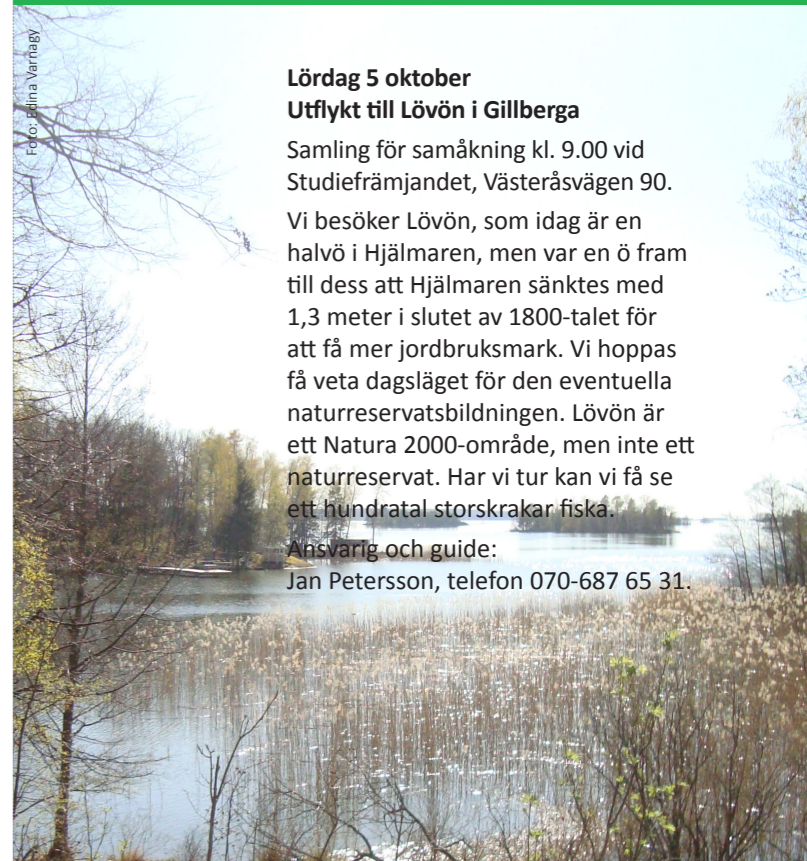 Foto: Edina Varnagy
Lördag 5 oktober
Utflykt till Lövön i Gillberga
Samling för samåkning kl. 9.00 vid
Studiefrämjandet, Västeråsvägen 90.
Vi besöker Lövön, som idag är en
halvö i Hjälmaren, men var en ö fram
till dess att Hjälmaren sänktes med
1,3 meter i slutet av 1800-talet för
att få mer jordbruksmark. Vi hoppas
få veta dagsläget för den eventuella
naturreservatsbildningen. Lövön är
ett Natura 2000-område, men inte ett
naturreservat. Har vi tur kan vi få se
ett hundratal storskrakar fiska.
Ansvarig och guide:
Jan Petersson, telefon 070-687 65 31.